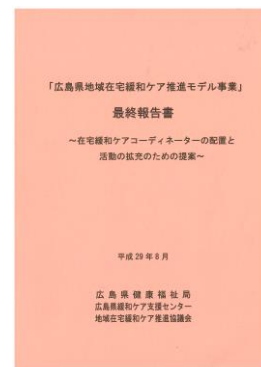 「広島県地域在宅緩和ケア推進モデル事業」
最終報告書
～在宅緩和ケアコーディネーターの配置と
活動の拡充のための提案～
平成29年8月
広島県健康福祉局
広島県緩和ケア支援センター
地域在宅緩和ケア推進協議会